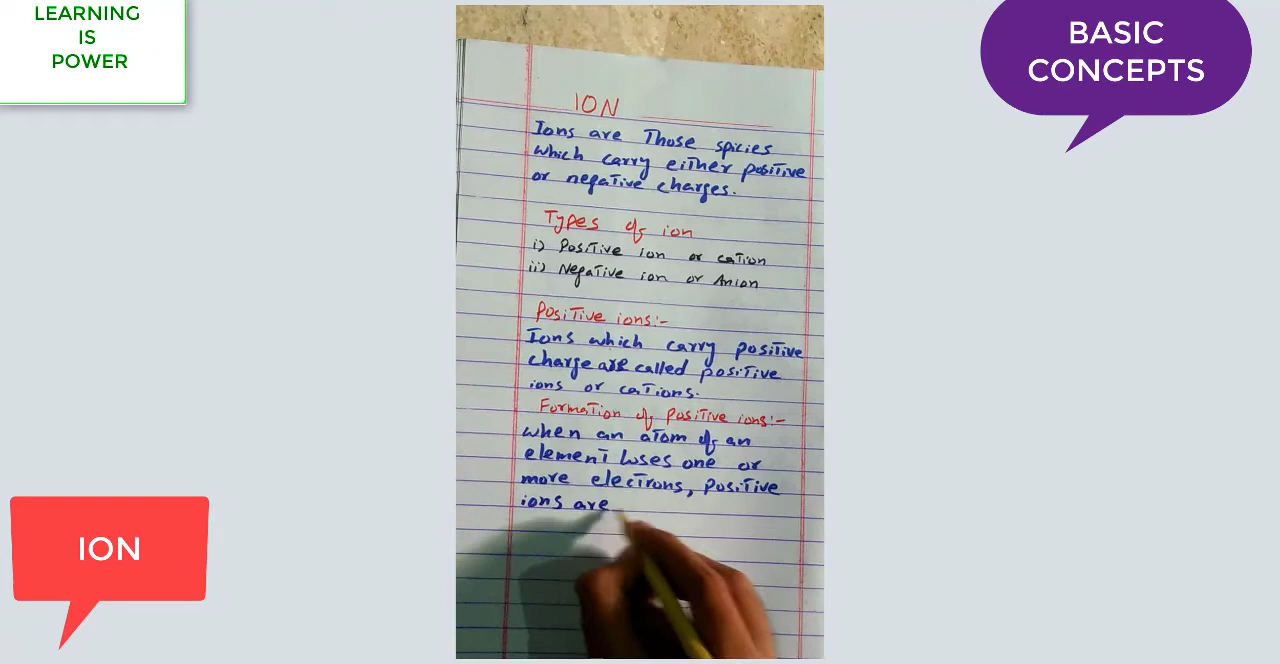 LEARNING
IS
POWER
BASIC
CONCEPTS
ION
Ions are Those spicies
which carry either positive
or negative charges.
Types of ion
i) Positive ion or cation
ii) Negative ion or Anion
Positive ions:-
Ions which carry positive
charge are called positive
ions or cations.
Formation of positive ions:-
when an atom of an
element loses one or
more electrons, positive
ions are
ION